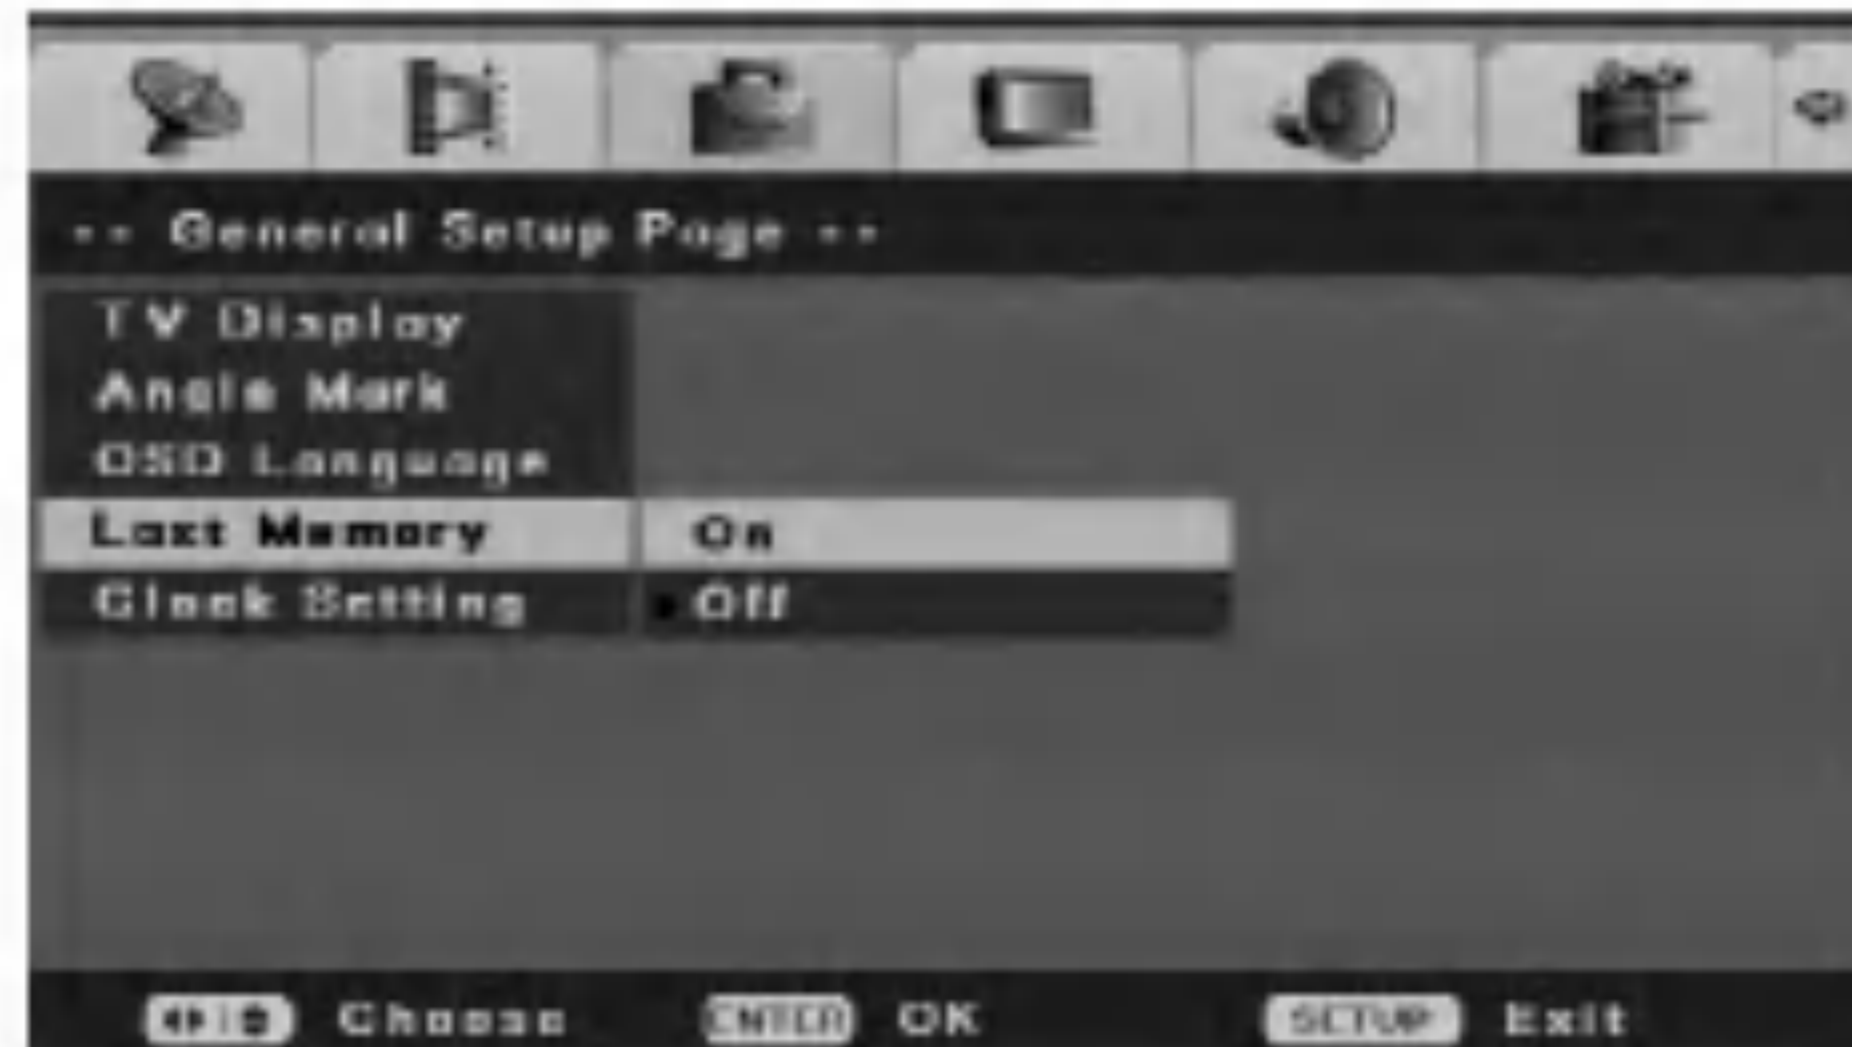 -- General Setup Page --
TV Display
Angle Mark
OSD Language
Last Memory On
Clock Setting Off
Choose ENTER OK SETUP Exit